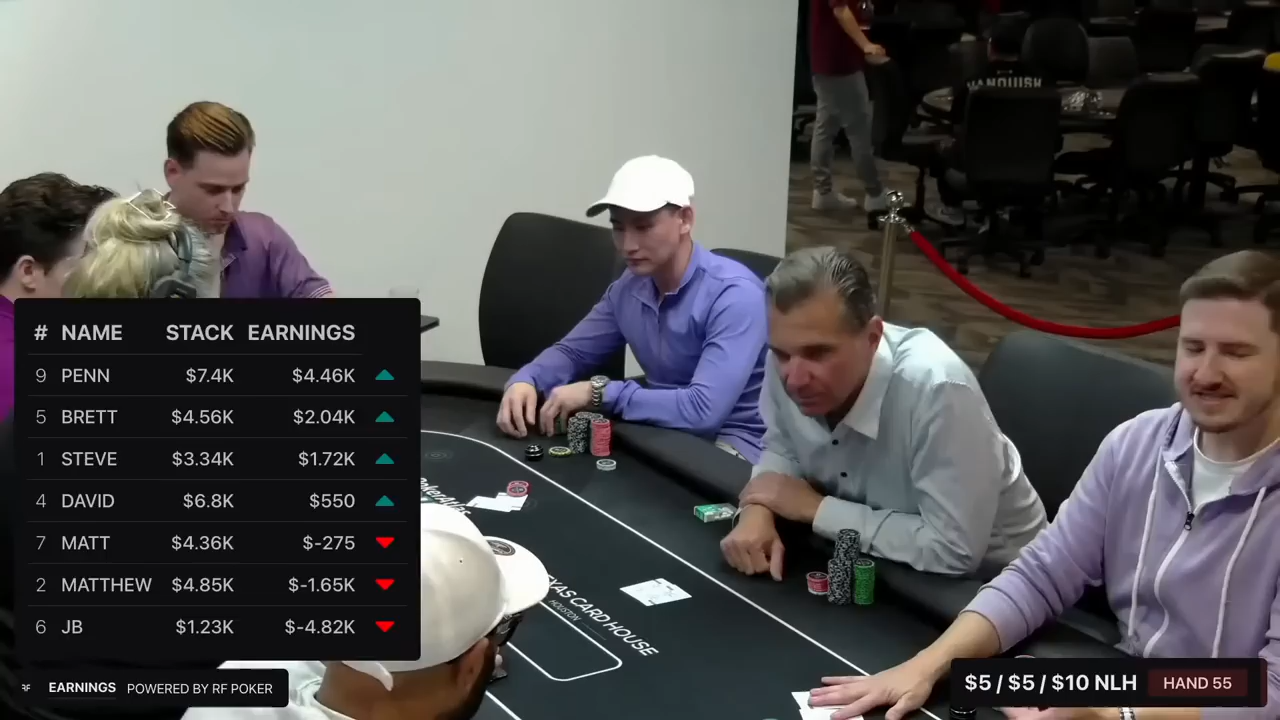 VANQUISH
# NAME STACK EARNINGS
9 PENN $7.4K $4.46K
5 BRETT $4.56K $2.04K
1 STEVE $3.34K $1.72K
4 DAVID $6.8K $550
7 MATT $4.36K $-275
2 MATTHEW $4.85K $-1.65K
6 JB $1.23K $-4.82K
TEXAS CARD HOUSE
HOUSTON
RF EARNINGS POWERED BY RF POKER
$5 / $5 / $10 NLH HAND 55